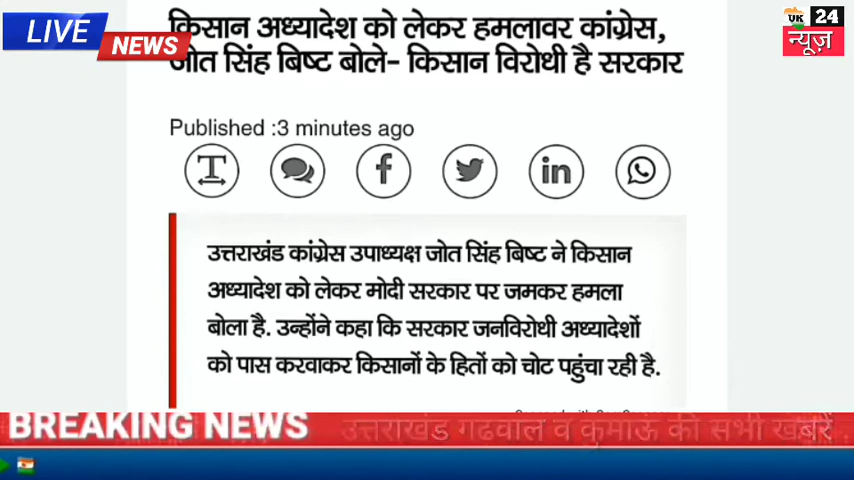 LIVE
NEWS
UK 24
न्यूज़
किसान अध्यादेश को लेकर हमलावर कांग्रेस,
जोत सिंह बिष्ट बोले- किसान विरोधी है सरकार
Published :3 minutes ago
उत्तराखंड कांग्रेस उपाध्यक्ष जोत सिंह बिष्ट ने किसान
अध्यादेश को लेकर मोदी सरकार पर जमकर हमला
बोला है. उन्होंने कहा कि सरकार जनविरोधी अध्यादेशों
को पास करवाकर किसानों के हितों को चोट पहुंचा रही है.
BREAKING NEWS
उत्तराखंड गढवाल व कुमाऊ की सभी खबरें